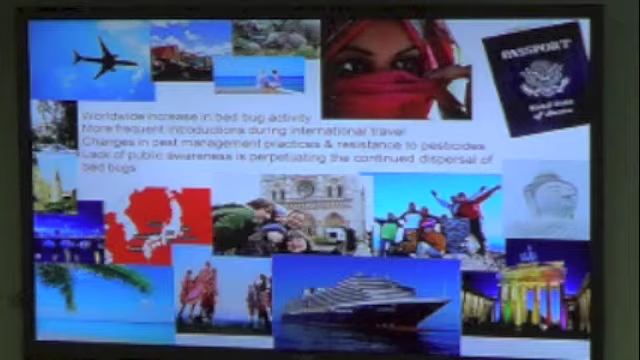 PASSPORT
United States
of America
Worldwide increase in bed bug activity
More frequent introductions during international travel
Changes in pest management practices & resistance to pesticides
Lack of public awareness is perpetuating the continued dispersal of
bed bugs